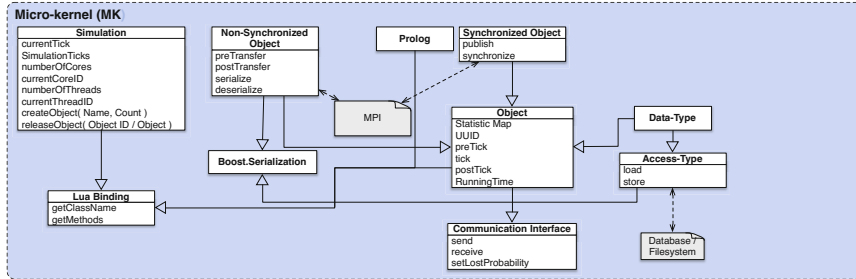 Micro-kernel (MK)
Simulation
currentTick
SimulationTicks
numberOfCores
currentCoreID
numberOfThreads
currentThreadID
createObject( Name, Count )
releaseObject( Object ID / Object )
Non-Synchronized
Object
preTransfer
postTransfer
serialize
deserialize
Prolog
Synchronized Object
publish
synchronize
MPI
Object
Statistic Map
UUID
preTick
tick
postTick
RunningTime
Data-Type
Boost.Serialization
Access-Type
load
store
Lua Binding
getClassName
getMethods
Communication Interface
send
receive
setLostProbability
Database /
Filesystem